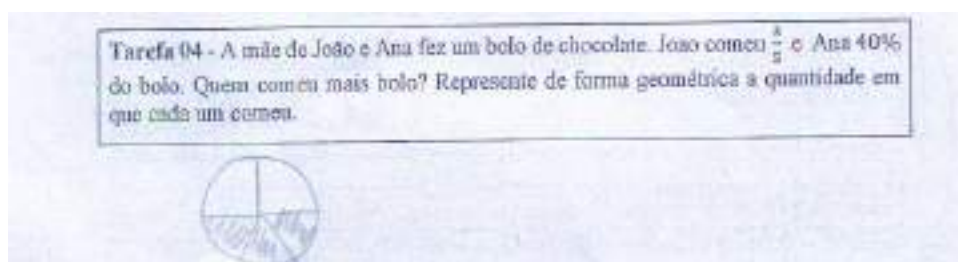 Tarefa 04 - A mãe de João e Ana fez um bolo de chocolate. João comeu e Ana 40%
do bolo. Quem comeu mais bolo? Represente de forma geométrica a quantidade em
que cada um comeu.